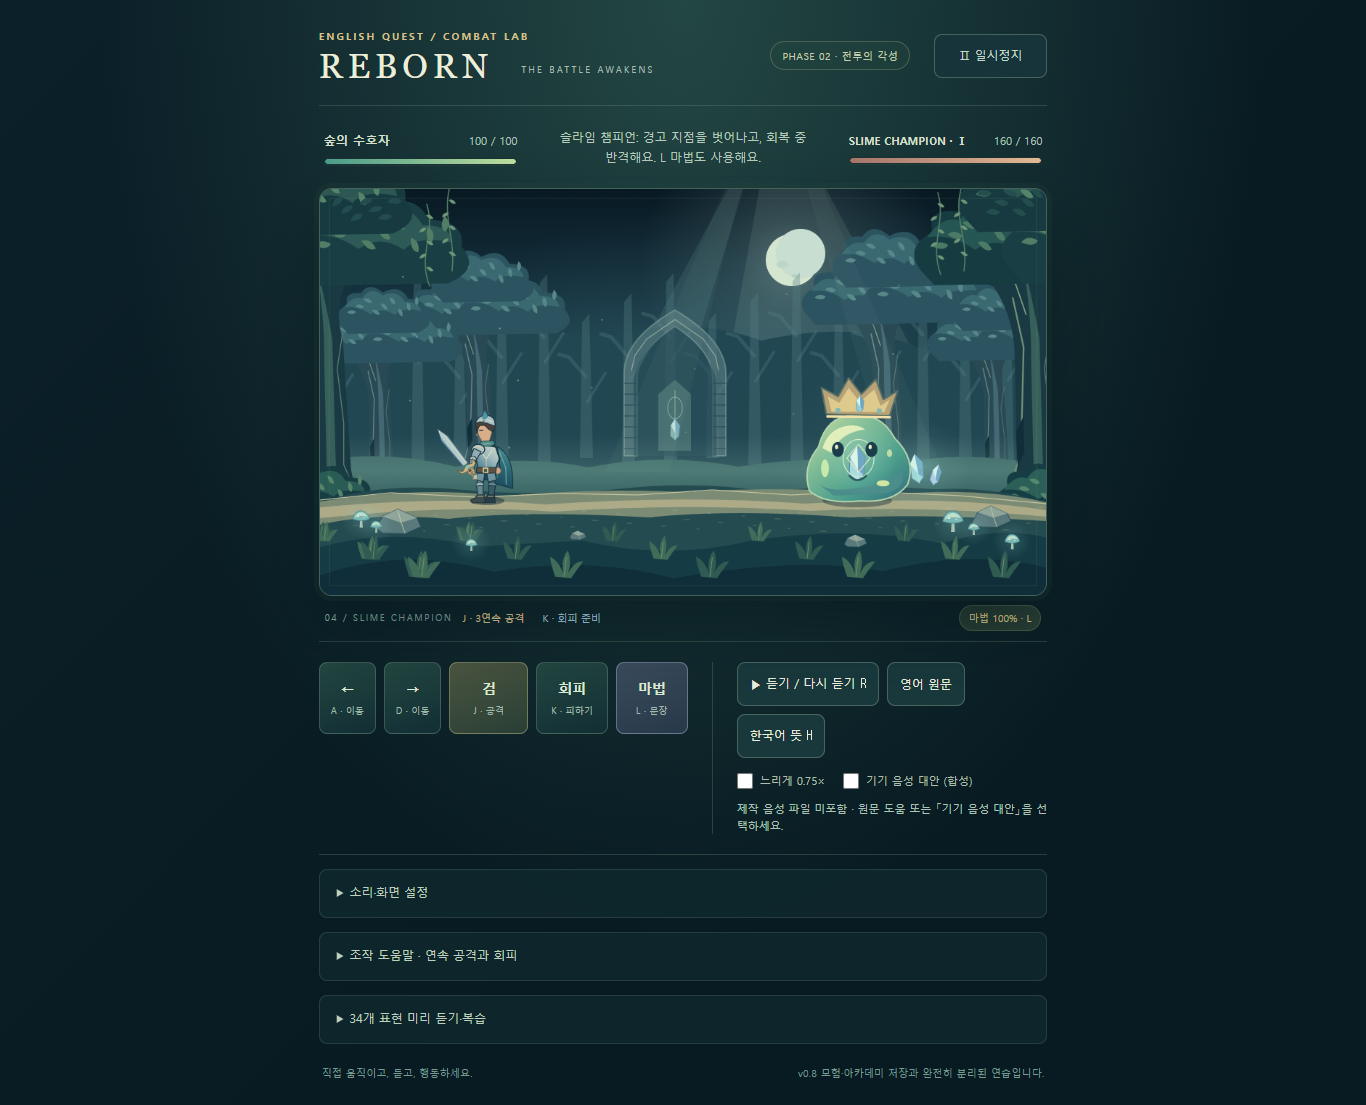 ENGLISH QUEST / COMBAT LAB
REBORN THE BATTLE AWAKENS
PHASE 02 · 전투의 각성
Ⅱ 일시정지
숲의 수호자 100 / 100
슬라임 챔피언: 경고 지점을 벗어나고, 회복 중
반격해요. L 마법도 사용해요.
SLIME CHAMPION · I 160 / 160
04 / SLIME CHAMPION J · 3연속 공격 K · 회피 준비
마법 100% · L
←
A · 이동
→
D · 이동
검
J · 공격
회피
K · 피하기
마법
L · 문장
▶ 듣기 / 다시 듣기 R
영어 원문
한국어 뜻 H
느리게 0.75×
기기 음성 대안 (합성)
제작 음성 파일 미포함 · 원문 도움 또는 「기기 음성 대안」을 선
택하세요.
▶ 소리·화면 설정
▶ 조작 도움말 · 연속 공격과 회피
▶ 34개 표현 미리 듣기·복습
직접 움직이고, 듣고, 행동하세요.
v0.8 모험·아카데미 저장과 완전히 분리된 연습입니다.